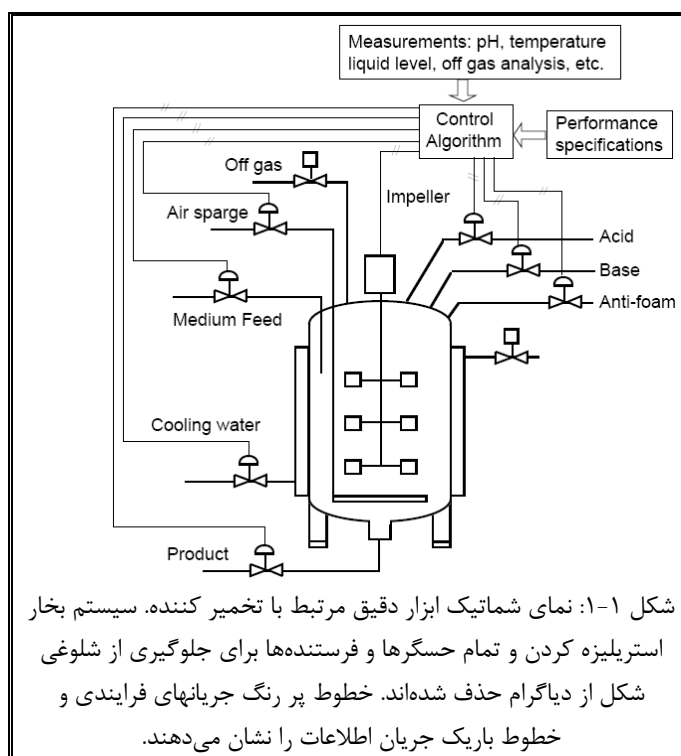 Measurements: pH, temperature
liquid level, off gas analysis, etc.
Control
Algorithm
Performance
specifications
Off gas
Impeller
Air sparge
Acid
Base
Anti-foam
Medium Feed
Cooling water
Product
شکل ۱-۱: نمای شماتیک ابزار دقیق مرتبط با تخمیر کننده. سیستم بخار
استریلیزه کردن و تمام حسگرها و فرستنده‌ها برای جلوگیری از شلوغی
شکل از دیاگرام حذف شده‌اند. خطوط پر رنگ جریانهای فرایندی و
خطوط باریک جریان اطلاعات را نشان می‌دهند.